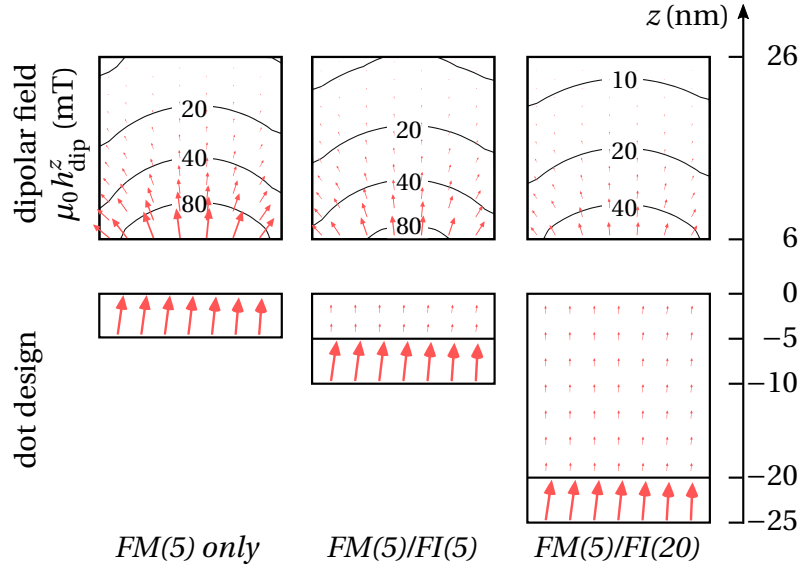 z (nm)
26
6
0
−5
−10
−20
−25
dipolar field
μ₀h_dip^z (mT)
20
40
80
20
40
80
10
20
40
dot design
FM(5) only
FM(5)/FI(5)
FM(5)/FI(20)